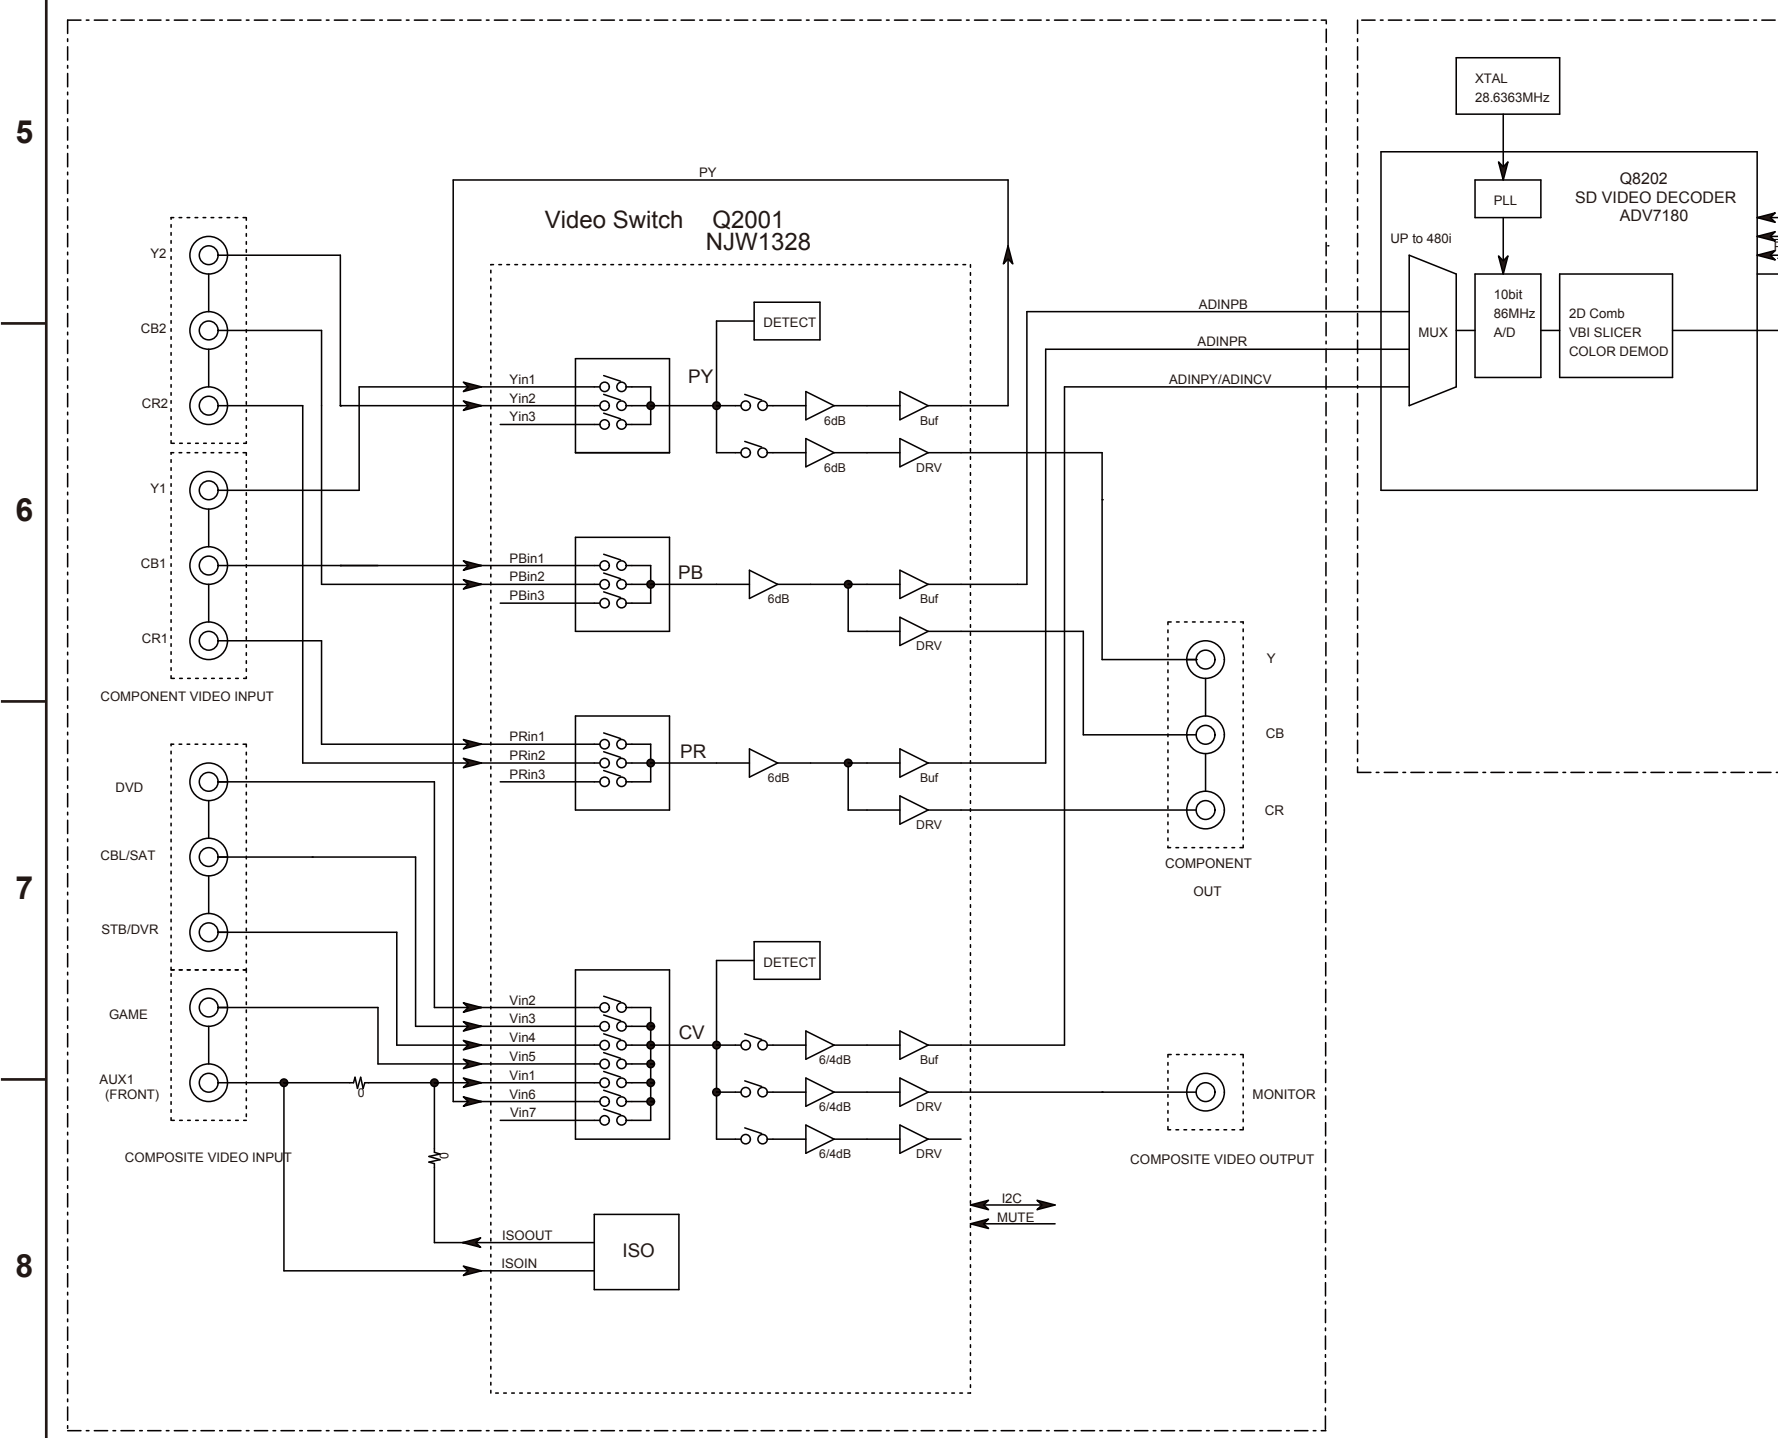 5
6
7
8
XTAL
28.6363MHz
Q8202
SD VIDEO DECODER
ADV7180
PLL
UP to 480i
MUX
10bit
86MHz
A/D
2D Comb
VBI SLICER
COLOR DEMOD
PY
Video Switch Q2001
NJW1328
Y2
CB2
CR2
Y1
CB1
CR1
COMPONENT VIDEO INPUT
DETECT
Yin1
Yin2
Yin3
PY
6dB
Buf
6dB
DRV
ADINPB
ADINPR
ADINPY/ADINCV
PBin1
PBin2
PBin3
PB
6dB
Buf
DRV
PRin1
PRin2
PRin3
PR
6dB
Buf
DRV
Y
CB
CR
COMPONENT
OUT
DVD
CBL/SAT
STB/DVR
GAME
AUX1
(FRONT)
COMPOSITE VIDEO INPUT
0
0
DETECT
Vin2
Vin3
Vin4
Vin5
Vin1
Vin6
Vin7
CV
6/4dB
Buf
6/4dB
DRV
6/4dB
DRV
MONITOR
COMPOSITE VIDEO OUTPUT
I2C
MUTE
ISOOUT
ISOIN
ISO